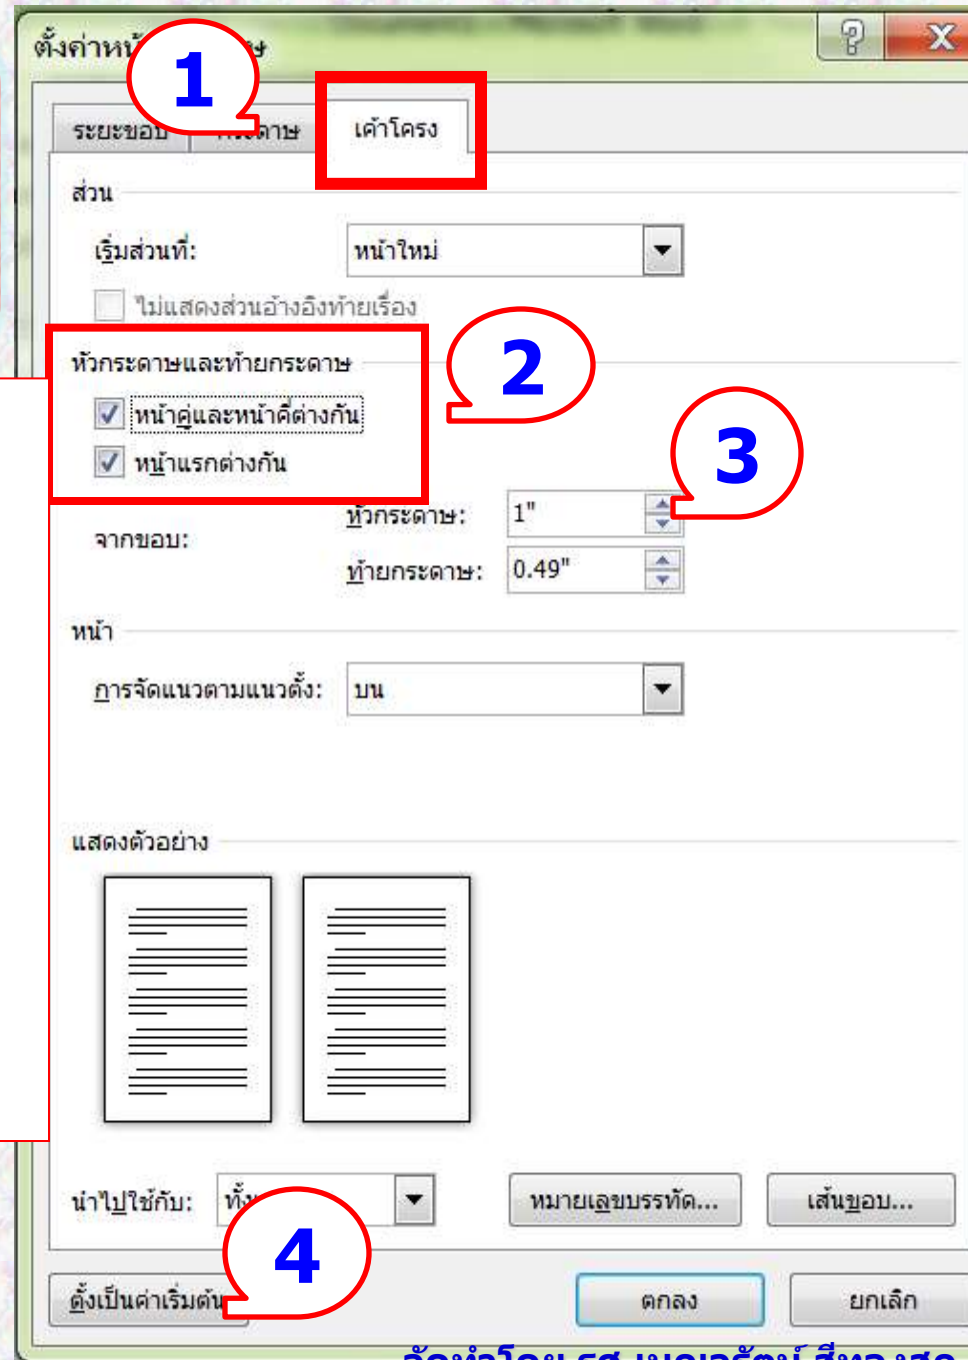 1
ระยะขอบ
เค้าโครง
ส่วน
เริ่มส่วนที่: หน้าใหม่
ไม่แสดงส่วนอ้างอิงท้ายเรื่อง
หัวกระดาษและท้ายกระดาษ
2
หน้าคู่และหน้าคี่ต่างกัน
3
หน้าแรกต่างกัน
หัวกระดาษ: 1"
จากขอบ:
ท้ายกระดาษ: 0.49"
หน้า
การจัดแนวตามแนวตั้ง: บน
แสดงตัวอย่าง
นำไปใช้กับ:
หมายเลขบรรทัด... เส้นขอบ...
4
ตั้งเป็นค่าเริ่มต้น
ตกลง ยกเลิก